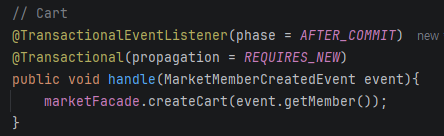 // Cart
@TransactionalEventListener(phase = AFTER_COMMIT) new
@Transactional(propagation = REQUIRES_NEW)
public void handle(MarketMemberCreatedEvent event){
    marketFacade.createCart(event.getMember());
}